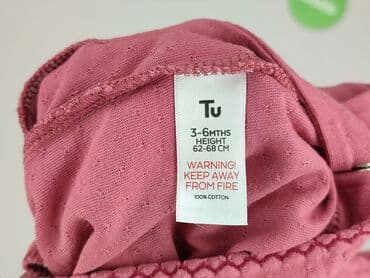 Tu
3-6MTHS
HEIGHT
62-68 CM
WARNING!
KEEP AWAY
FROM FIRE
100% COTTON